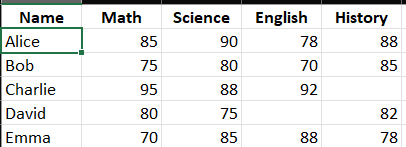 Name Math Science English History
Alice 85 90 78 88
Bob 75 80 70 85
Charlie 95 88 92
David 80 75 82
Emma 70 85 88 78